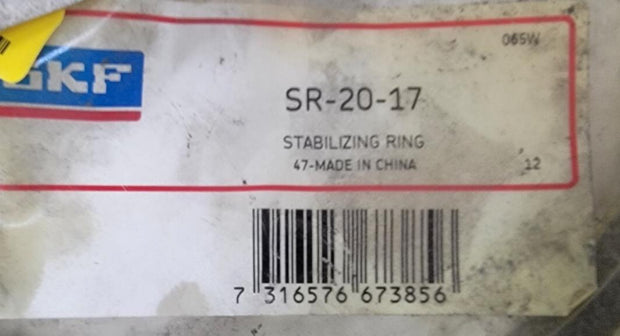 065W
SKF
SR-20-17
STABILIZING RING
47-MADE IN CHINA
12
7 316576 673856